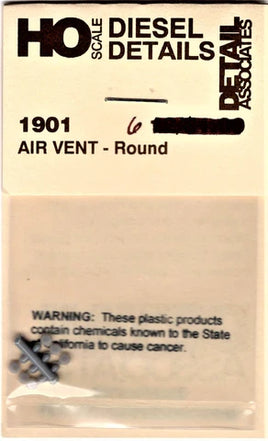 HO SCALE DIESEL DETAILS
DETAIL ASSOCIATES
1901 6
AIR VENT - Round
WARNING: These plastic products
contain chemicals known to the State
California to cause cancer.